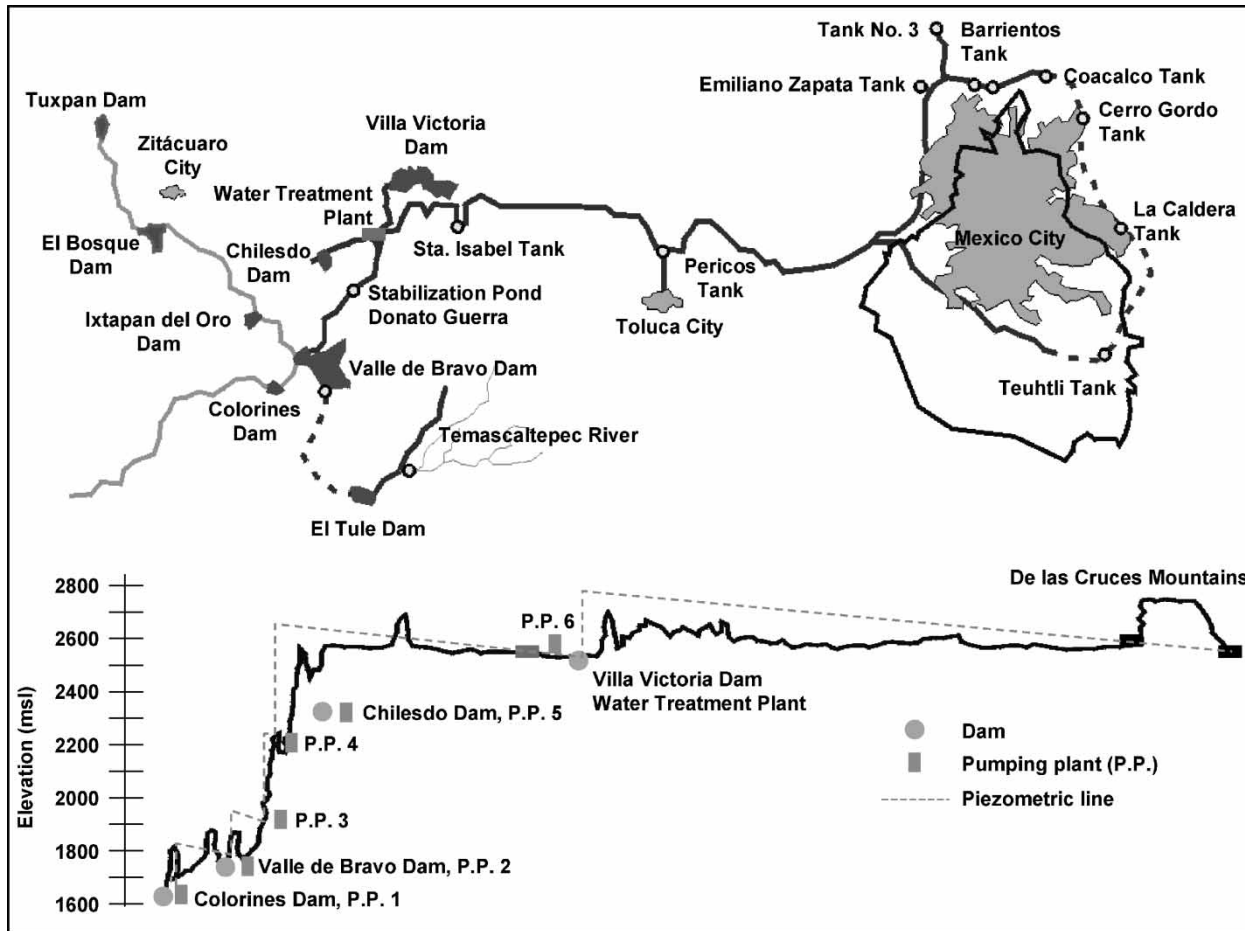 Tank No. 3
Barrientos
Tank
Emiliano Zapata Tank
Coacalco Tank
Tuxpan Dam
Villa Victoria
Dam
Cerro Gordo
Tank
Zitácuaro
City
Water Treatment
Plant
El Bosque
Dam
Chilesdo
Dam
Sta. Isabel Tank
Mexico City
La Caldera
Tank
Pericos
Tank
Stabilization Pond
Donato Guerra
Ixtapan del Oro
Dam
Toluca City
Valle de Bravo Dam
Teuhtli Tank
Colorines
Dam
Temascaltepec River
El Tule Dam
De las Cruces Mountains
Elevation (msl)
2800
2600
2400
2200
2000
1800
1600
P.P. 6
Villa Victoria Dam
Water Treatment Plant
Chilesdo Dam, P.P. 5
P.P. 4
P.P. 3
Valle de Bravo Dam, P.P. 2
Colorines Dam, P.P. 1
Dam
Pumping plant (P.P.)
Piezometric line